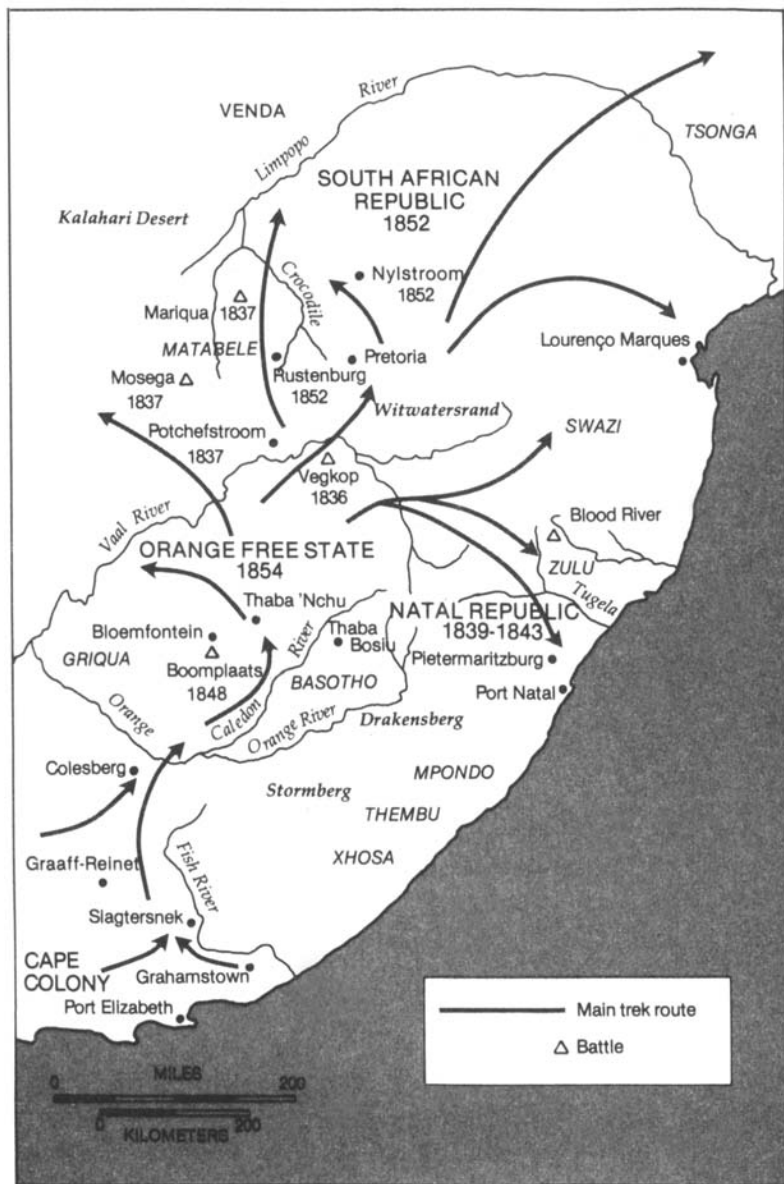 River
VENDA
TSONGA
Limpopo
SOUTH AFRICAN
REPUBLIC
1852
Kalahari Desert
Crocodile
Nylstroom
1852
Mariqua
1837
Lourenço Marques
MATABELE
Pretoria
Mosega
1837
Rustenburg
1852
Witwatersrand
Potchefstroom
1837
SWAZI
Vegkop
1836
Vaal River
Blood River
ORANGE FREE STATE
1854
ZULU
Tugela
Thaba 'Nchu
NATAL REPUBLIC
1839-1843
Bloemfontein
River
Thaba
Bosiu
GRIQUA
Boomplaats
1848
BASOTHO
Pietermaritzburg
Port Natal
Orange
Caledon
Orange River
Drakensberg
Colesberg
Stormberg
MPONDO
THEMBU
XHOSA
Graaff-Reinet
Fish River
Slagtersnek
CAPE
COLONY
Grahamstown
Port Elizabeth
Main trek route
Battle
MILES
0 200
0 200
KILOMETERS